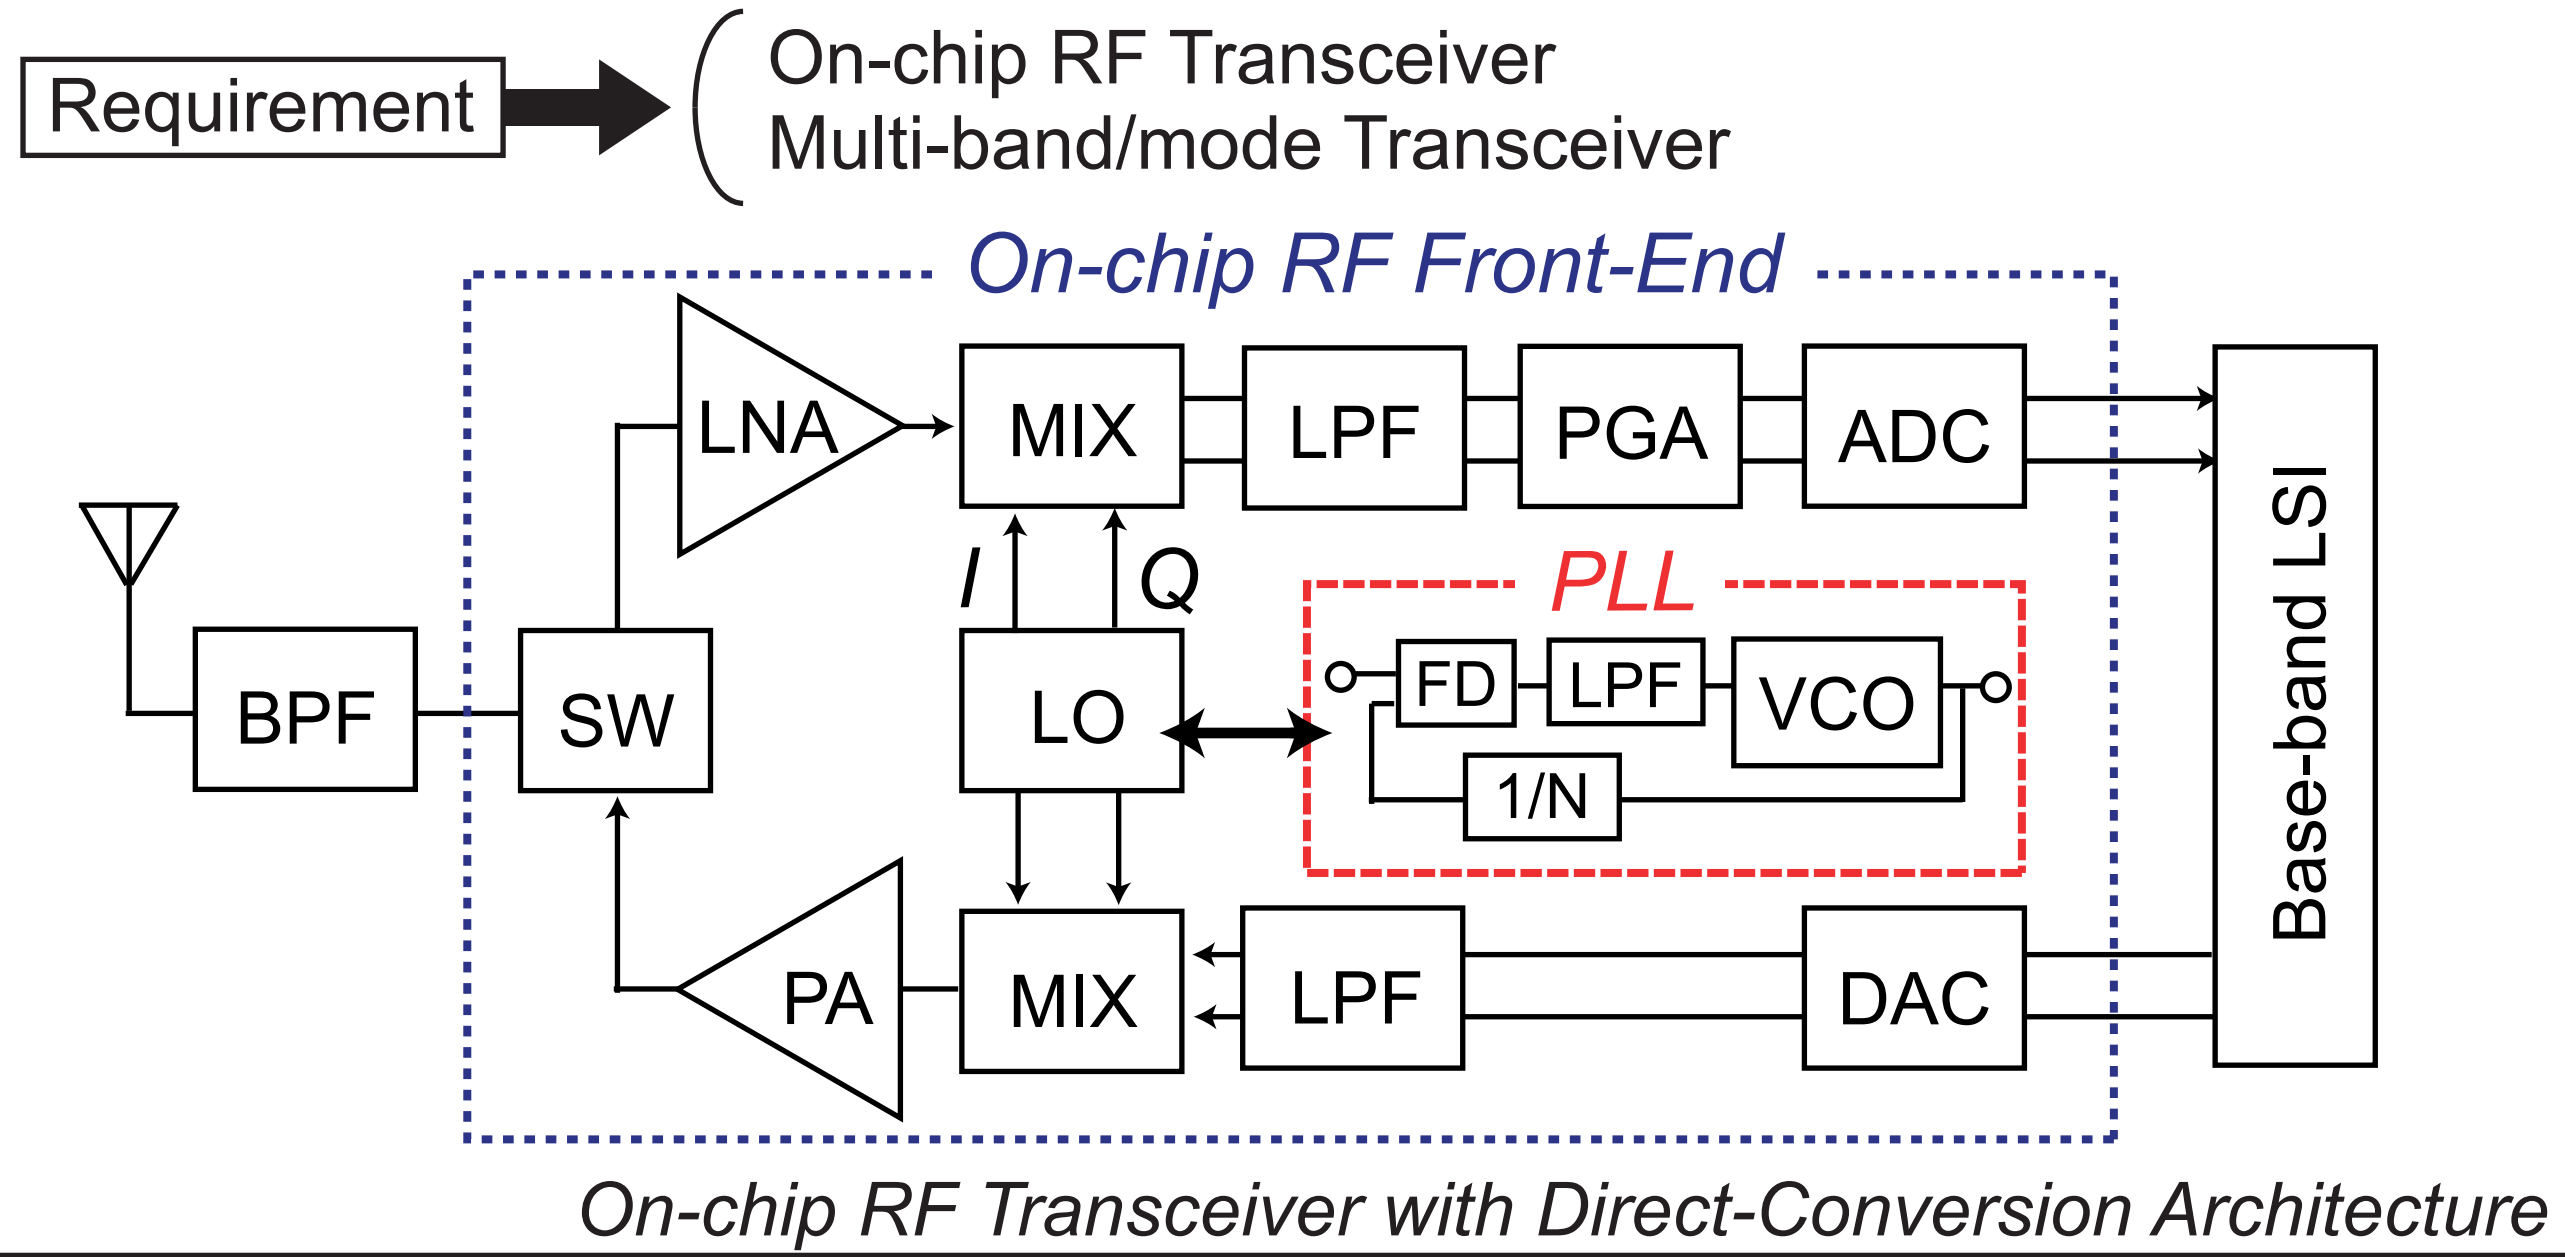 Requirement
On-chip RF Transceiver
Multi-band/mode Transceiver
On-chip RF Front-End
LNA
MIX
LPF
PGA
ADC
I
Q
PLL
BPF
SW
LO
FD
LPF
VCO
1/N
Base-band LSI
PA
MIX
LPF
DAC
On-chip RF Transceiver with Direct-Conversion Architecture